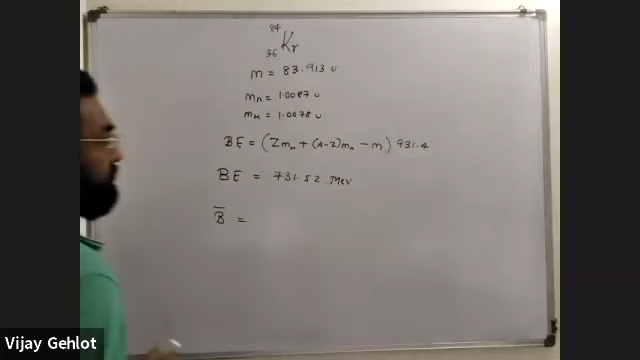 84
36 Kr
m = 83.913 u
mn = 1.0087 u
mH = 1.0078 u
BE = (ZmH + (A-Z)mn - m) 931.4
BE = 731.52 MeV
B̅ =
Vijay Gehlot